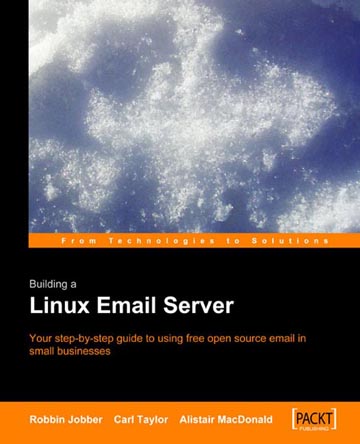 From Technologies to Solutions
Building a
Linux Email Server
Your step-by-step guide to using free open source email in
small businesses
Robbin Jobber Carl Taylor Alistair MacDonald
PACKT
PUBLISHING